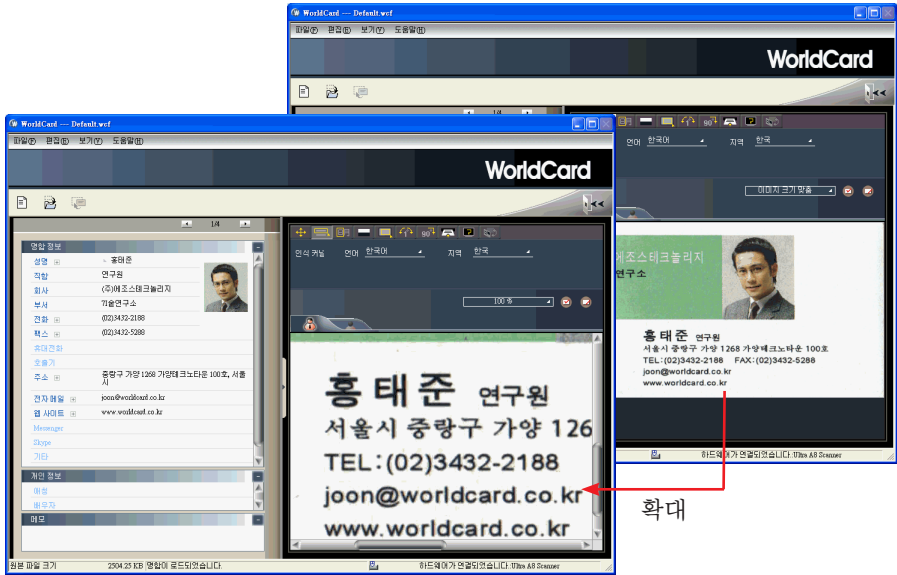 WorldCard --- Default.wcf
파일(F) 편집(E) 보기(V) 도움말(H)
WorldCard
1/4
언어 한국어 지역 한국
이미지 크기 맞춤
에조스테크놀리지
연구소
홍태준 연구원
서울시 중랑구 가양 1268 가양테크노타운 100호
TEL:(02)3432-2188 FAX:(02)3432-5288
joon@worldcard.co.kr
www.worldcard.co.kr
하드웨어가 연결되었습니다.:Ultra A8 Scanner
확대
WorldCard --- Default.wcf
파일(F) 편집(E) 보기(V) 도움말(H)
WorldCard
1/4
명함 정보
성명 홍태준
직함 연구원
회사 (주)에조스테크놀리지
부서 기술연구소
전화 (02)3432-2188
팩스 (02)3432-5288
휴대전화
호출기
주소 중랑구 가양 1268 가양테크노타운 100호, 서울
시
전자 메일 joon@worldcard.co.kr
웹 사이트 www.worldcard.co.kr
Messenger
Skype
기타
개인 정보
애칭
배우자
메모
인식 커널 언어 한국어 지역 한국
100 %
홍태준 연구원
서울시 중랑구 가양 126
TEL:(02)3432-2188
joon@worldcard.co.kr
www.worldcard.co.kr
원본 파일 크기 2504.25 KB 명함이 로드되었습니다. 하드웨어가 연결되었습니다.:Ultra A8 Scanner